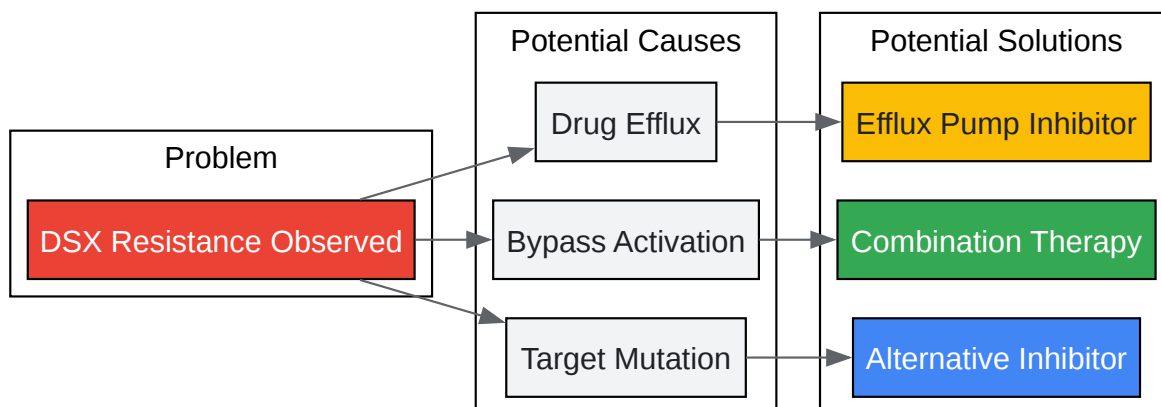 Problem
DSX Resistance Observed
Potential Causes
Drug Efflux
Bypass Activation
Target Mutation
Potential Solutions
Efflux Pump Inhibitor
Combination Therapy
Alternative Inhibitor